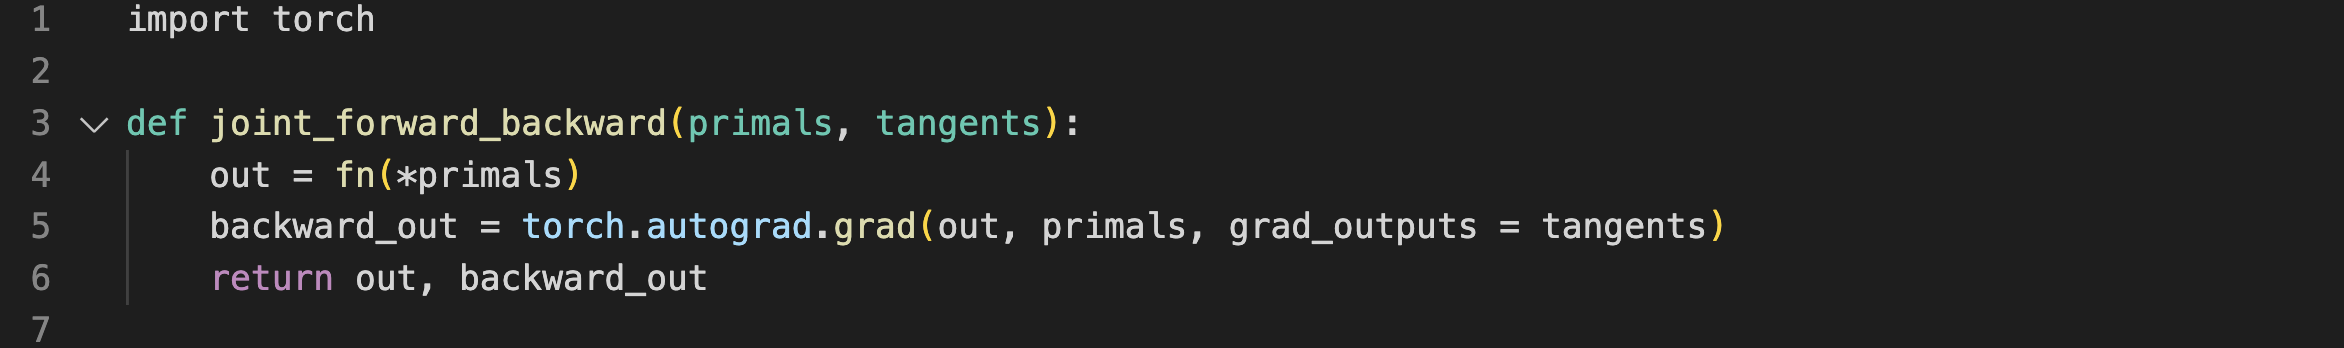 1 import torch
2
3 def joint_forward_backward(primals, tangents):
4     out = fn(*primals)
5     backward_out = torch.autograd.grad(out, primals, grad_outputs = tangents)
6     return out, backward_out
7